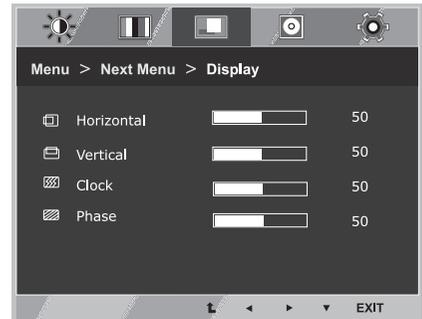 Menu > Next Menu > Display
Horizontal 50
Vertical 50
Clock 50
Phase 50
EXIT